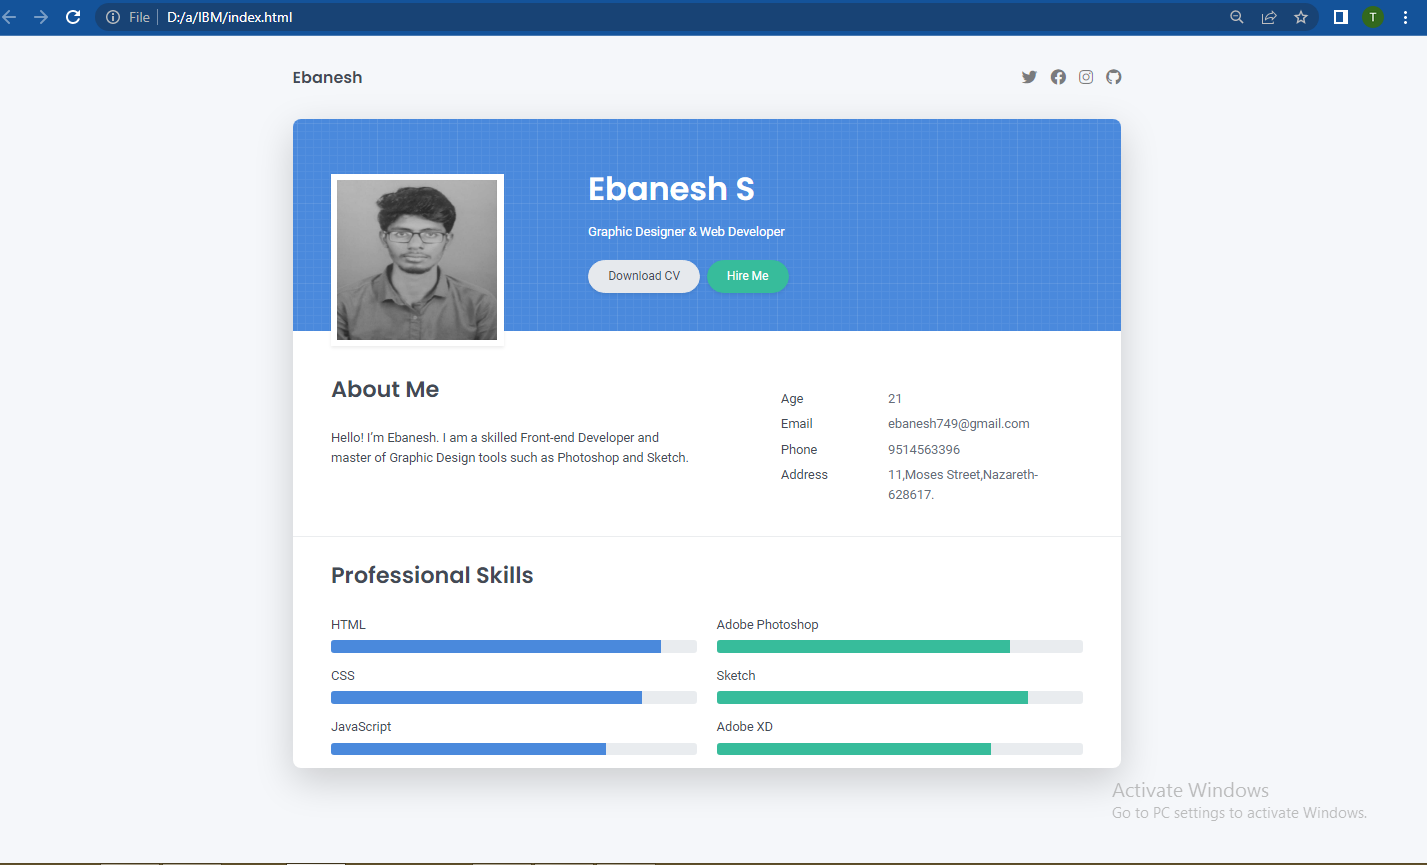 File D:/a/IBM/index.html
T
Ebanesh
Ebanesh S
Graphic Designer & Web Developer
Download CV Hire Me
About Me
Hello! I’m Ebanesh. I am a skilled Front-end Developer and
master of Graphic Design tools such as Photoshop and Sketch.
Age 21
Email ebanesh749@gmail.com
Phone 9514563396
Address 11,Moses Street,Nazareth-
628617.
Professional Skills
HTML
CSS
JavaScript
Adobe Photoshop
Sketch
Adobe XD
Activate Windows
Go to PC settings to activate Windows.